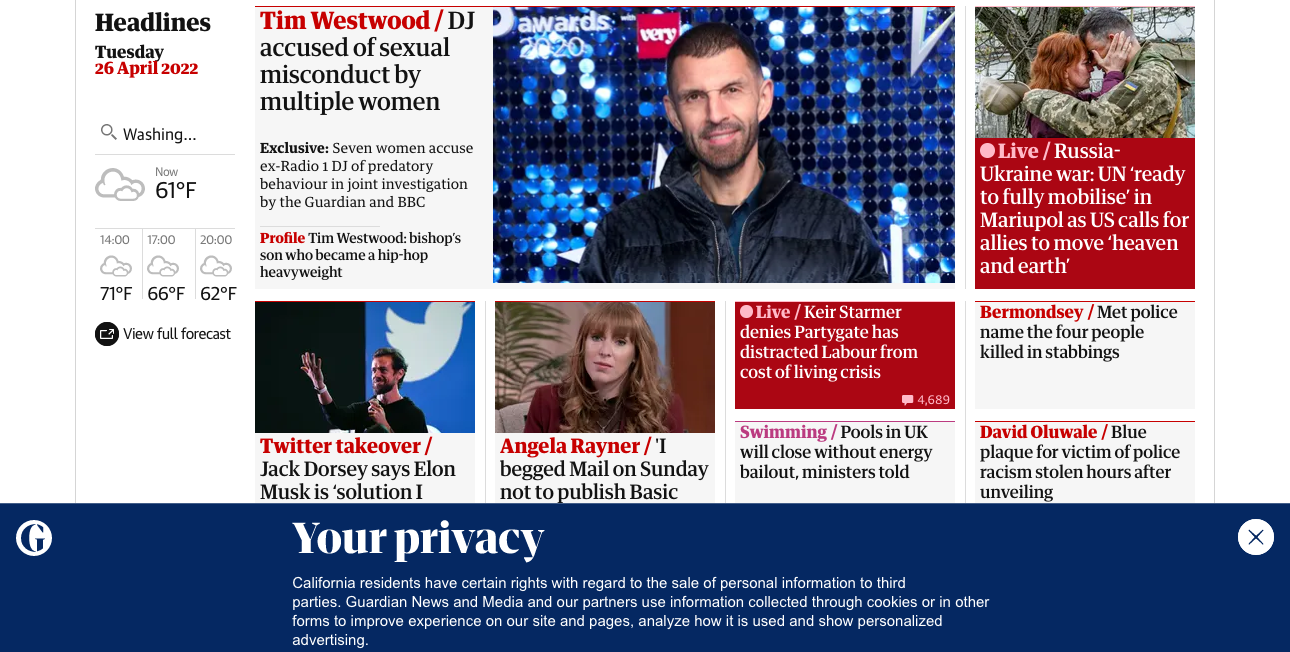 Headlines
Tuesday
26 April 2022
Washing...
Now
61°F
14:00
17:00
20:00
71°F
66°F
62°F
View full forecast
Tim Westwood / DJ
accused of sexual
misconduct by
multiple women
Exclusive: Seven women accuse
ex-Radio 1 DJ of predatory
behaviour in joint investigation
by the Guardian and BBC
Profile Tim Westwood: bishop's
son who became a hip-hop
heavyweight
awards
2020
very
Live / Russia-
Ukraine war: UN 'ready
to fully mobilise' in
Mariupol as US calls for
allies to move 'heaven
and earth'
Twitter takeover /
Jack Dorsey says Elon
Musk is 'solution I
Angela Rayner / 'I
begged Mail on Sunday
not to publish Basic
Live / Keir Starmer
denies Partygate has
distracted Labour from
cost of living crisis
4,689
Swimming / Pools in UK
will close without energy
bailout, ministers told
Bermondsey / Met police
name the four people
killed in stabbings
David Oluwale / Blue
plaque for victim of police
racism stolen hours after
unveiling
G
Your privacy
California residents have certain rights with regard to the sale of personal information to third
parties. Guardian News and Media and our partners use information collected through cookies or in other
forms to improve experience on our site and pages, analyze how it is used and show personalized
advertising.